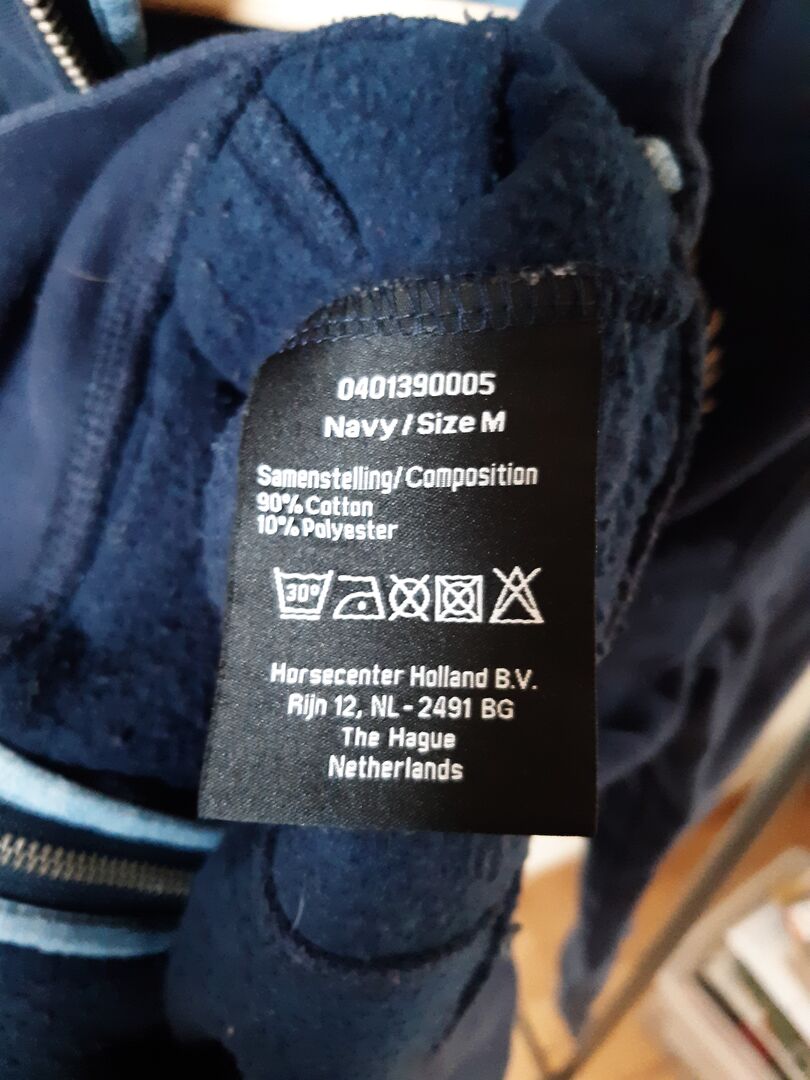 0401390005
Navy/Size M
Samenstelling/Composition
90% Cotton
10% Polyester
30°
Horsecenter Holland B.V.
Rijn 12, NL - 2491 BG
The Hague
Netherlands